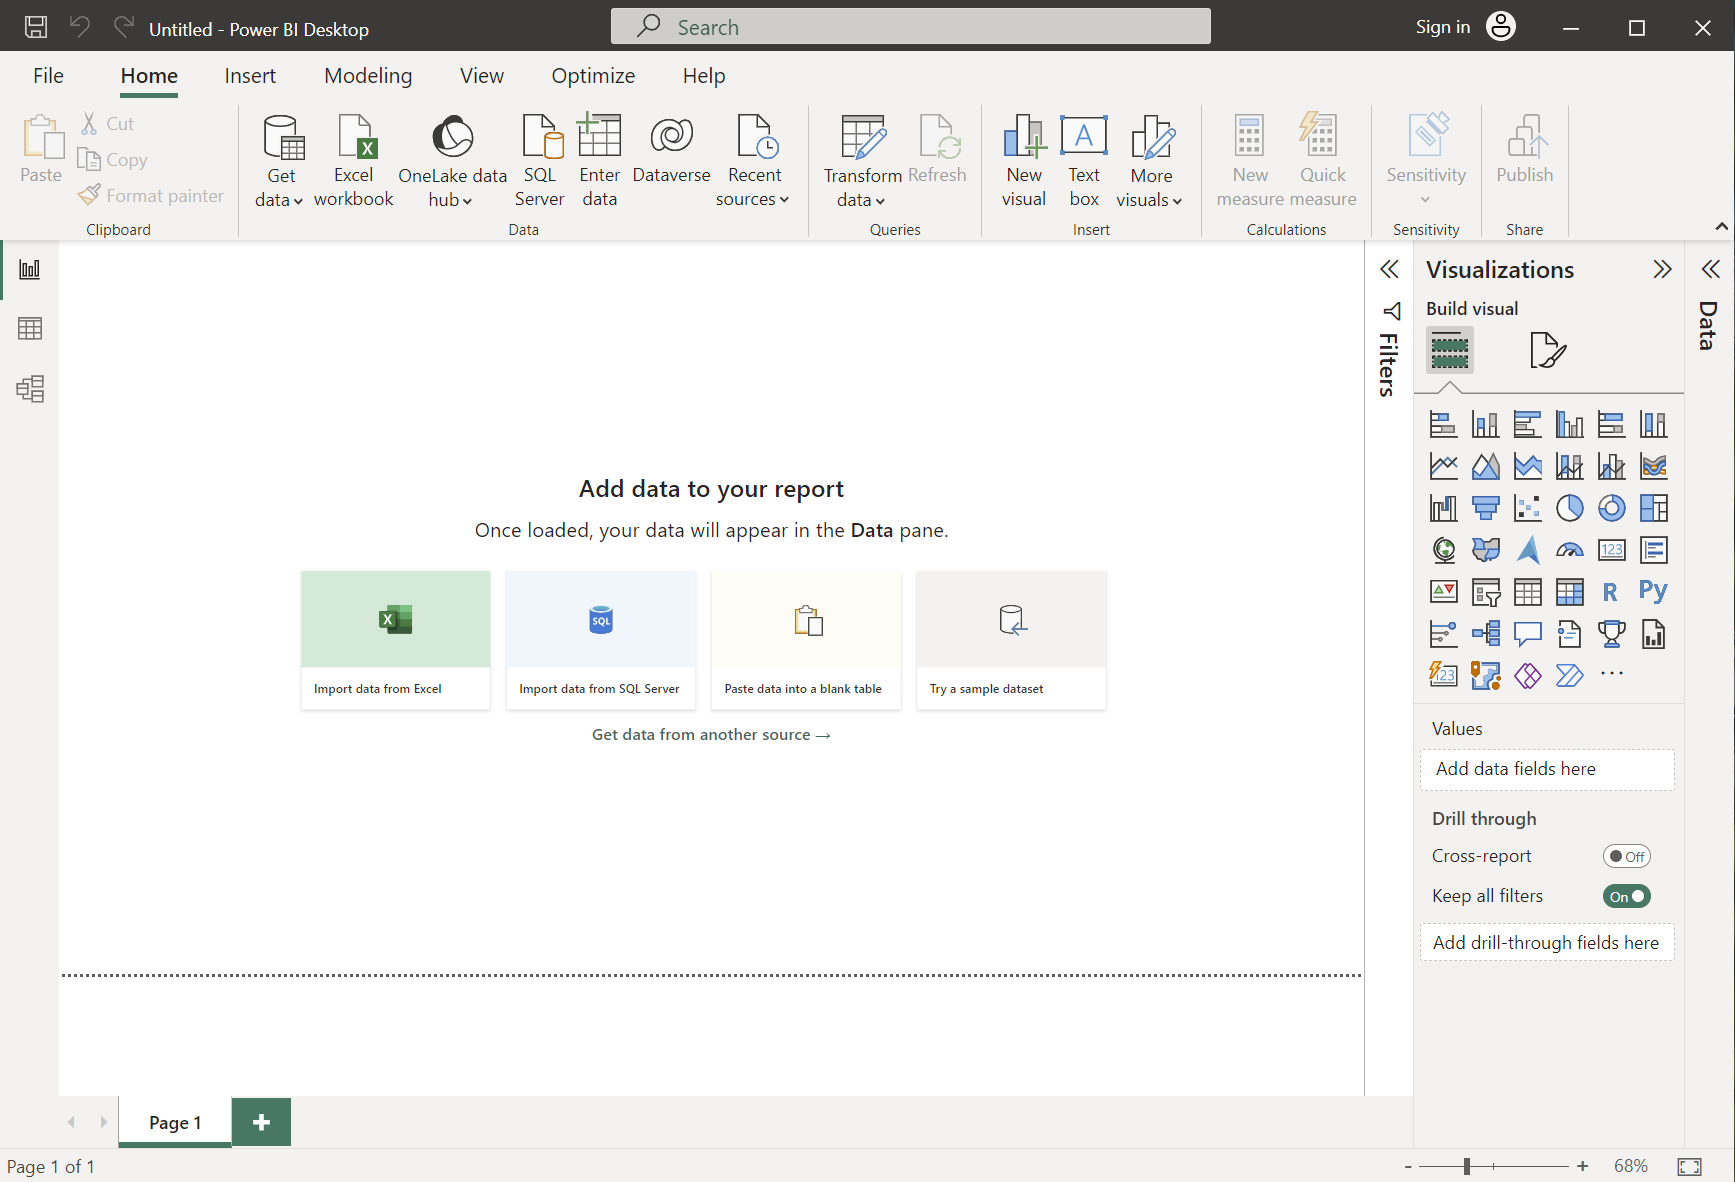 Untitled - Power BI Desktop
Search
Sign in
File Home Insert Modeling View Optimize Help
Paste
Cut
Copy
Format painter
Clipboard
Get data
Excel workbook
OneLake data hub
SQL Server
Enter data
Dataverse
Recent sources
Data
Transform data
Refresh
Queries
New visual
Text box
More visuals
Insert
New measure
Quick measure
Calculations
Sensitivity
Sensitivity
Publish
Share
Filters
Visualizations
Build visual
Data
123
R
Py
123
Add data to your report
Once loaded, your data will appear in the Data pane.
SQL
Import data from Excel
Import data from SQL Server
Paste data into a blank table
Try a sample dataset
Get data from another source →
Values
Add data fields here
Drill through
Cross-report
Off
Keep all filters
On
Add drill-through fields here
Page 1
Page 1 of 1
- + 68%